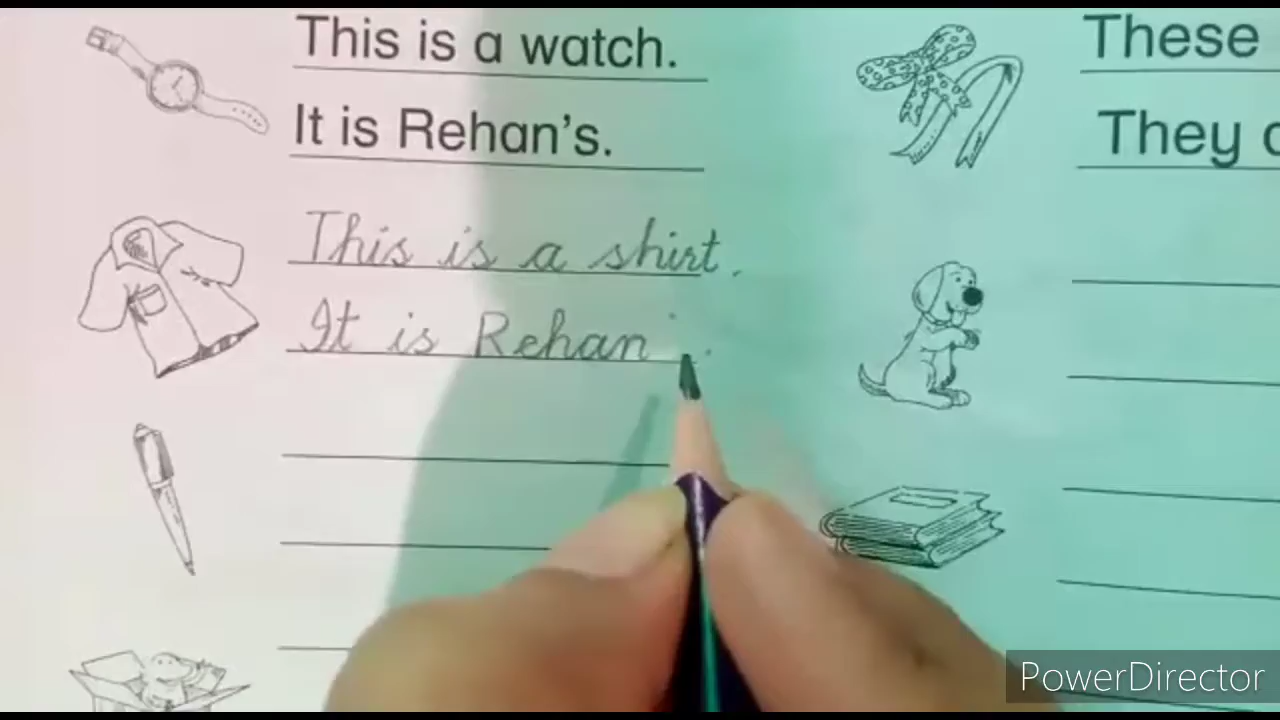 This is a watch.
It is Rehan's.
This is a shirt.
It is Rehan
These
They
PowerDirector